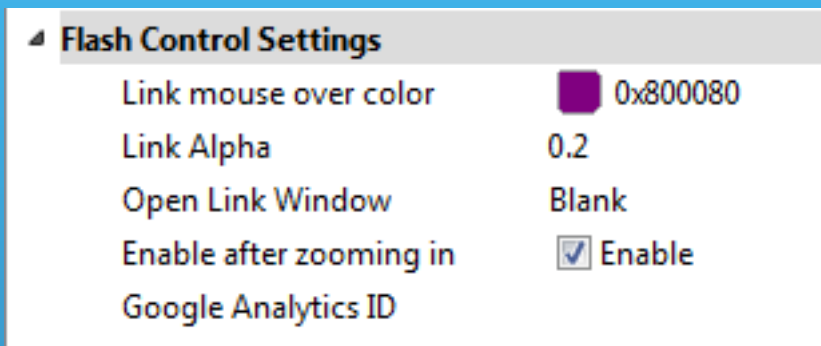 Flash Control Settings
Link mouse over color 0x800080
Link Alpha 0.2
Open Link Window Blank
Enable after zooming in Enable
Google Analytics ID